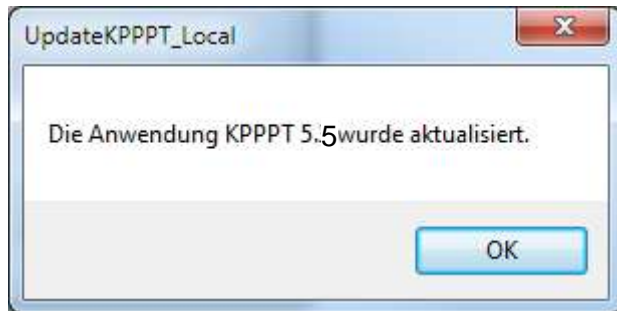 UpdateKPPPT_Local
Die Anwendung KPPPT 5.5wurde aktualisiert.
OK